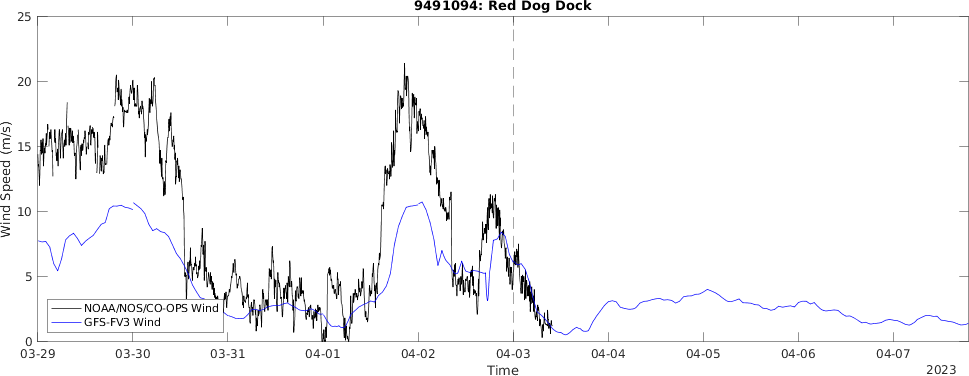 9491094: Red Dog Dock
25
20
15
10
5
0
Wind Speed (m/s)
NOAA/NOS/CO-OPS Wind
GFS-FV3 Wind
03-29 03-30 03-31 04-01 04-02 04-03 04-04 04-05 04-06 04-07
Time
2023